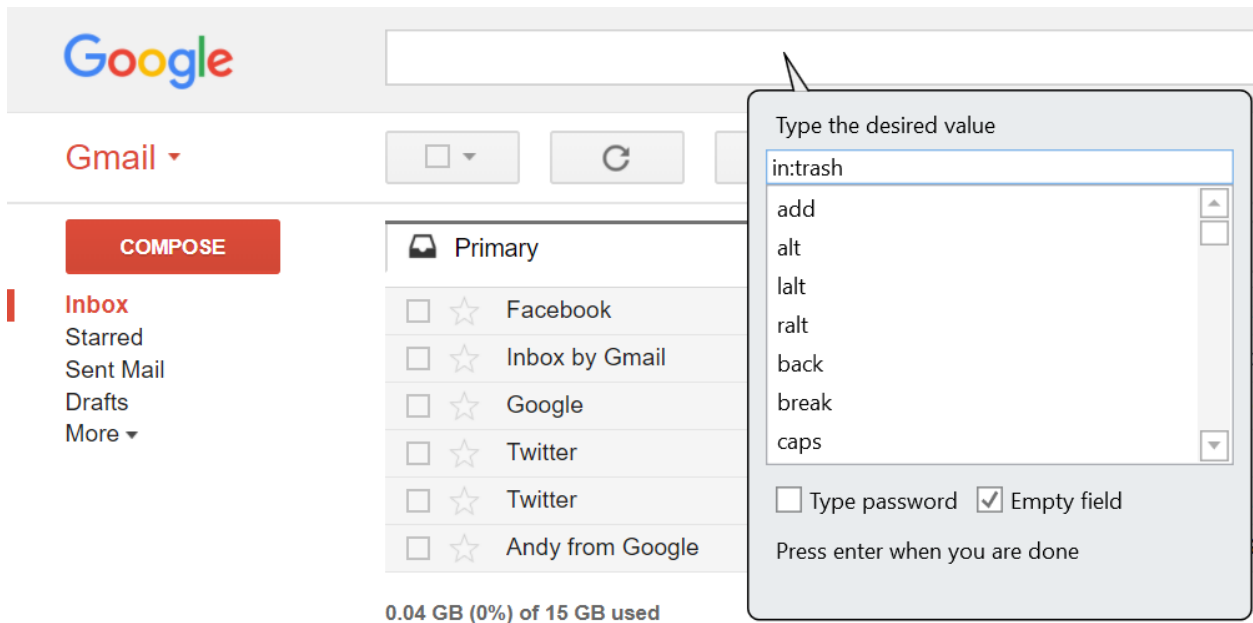 Google
Gmail
COMPOSE
Inbox
Starred
Sent Mail
Drafts
More
Primary
Facebook
Inbox by Gmail
Google
Twitter
Twitter
Andy from Google
0.04 GB (0%) of 15 GB used
Type the desired value
in:trash
add
alt
lalt
ralt
back
break
caps
Type password Empty field
Press enter when you are done